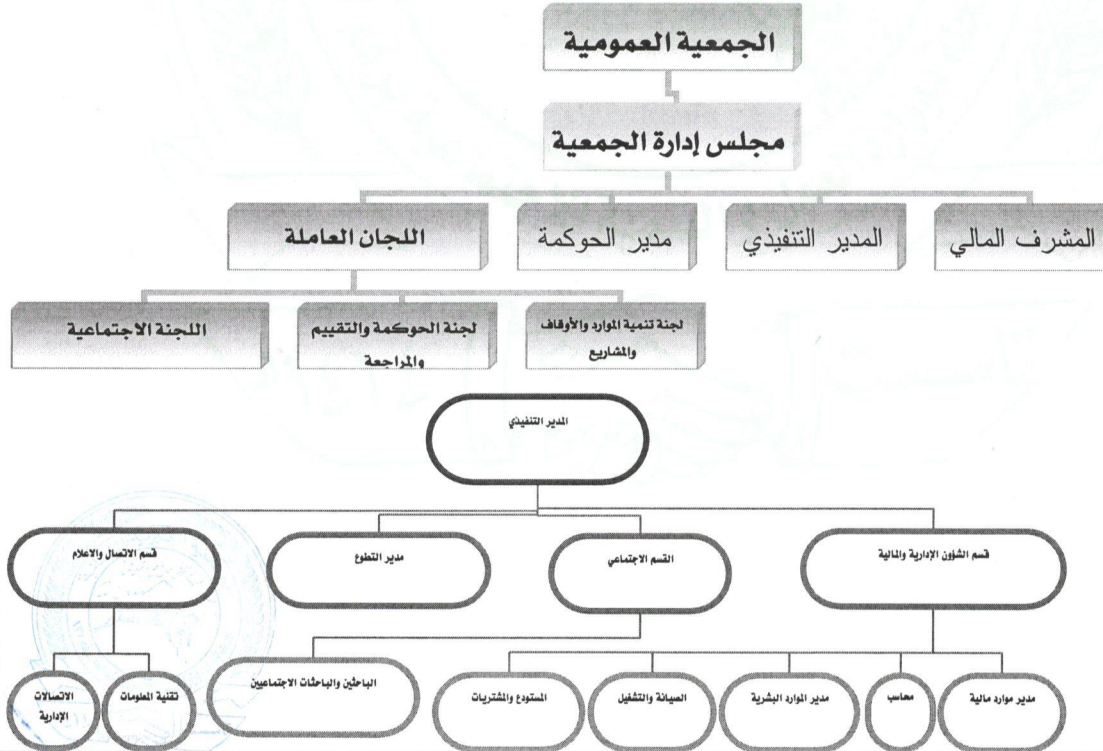 الجمعية العمومية
مجلس إدارة الجمعية
المشرف المالي
المدير التنفيذي
مدير الحوكمة
اللجان العاملة
لجنة تنمية الموارد والأوقاف
والمشاريع
لجنة الحوكمة والتقييم
والمراجعة
اللجنة الاجتماعية
المدير التنفيذي
قسم الشؤون الإدارية والمالية
القسم الاجتماعي
مدير التطوع
قسم الاتصال والاعلام
مدير موارد مالية
محاسب
مدير الموارد البشرية
الصيانة والتشغيل
المستودع والمشتريات
الباحثين والباحثات الاجتماعيين
تقنية المعلومات
الاتصالات
الإدارية